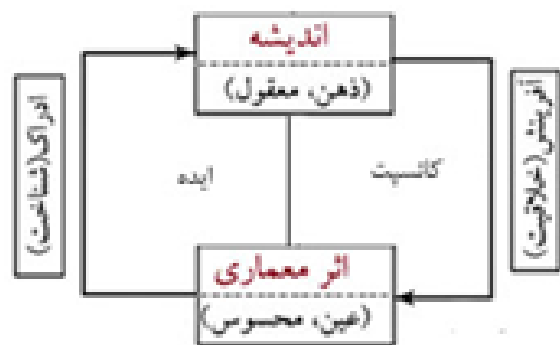 اندیشه
(ذهن، معقول)
آفرینش (خلاقیت)
کانسپت
ایده
ادراک (شناخت)
اثر معماری
(عین، محسوس)